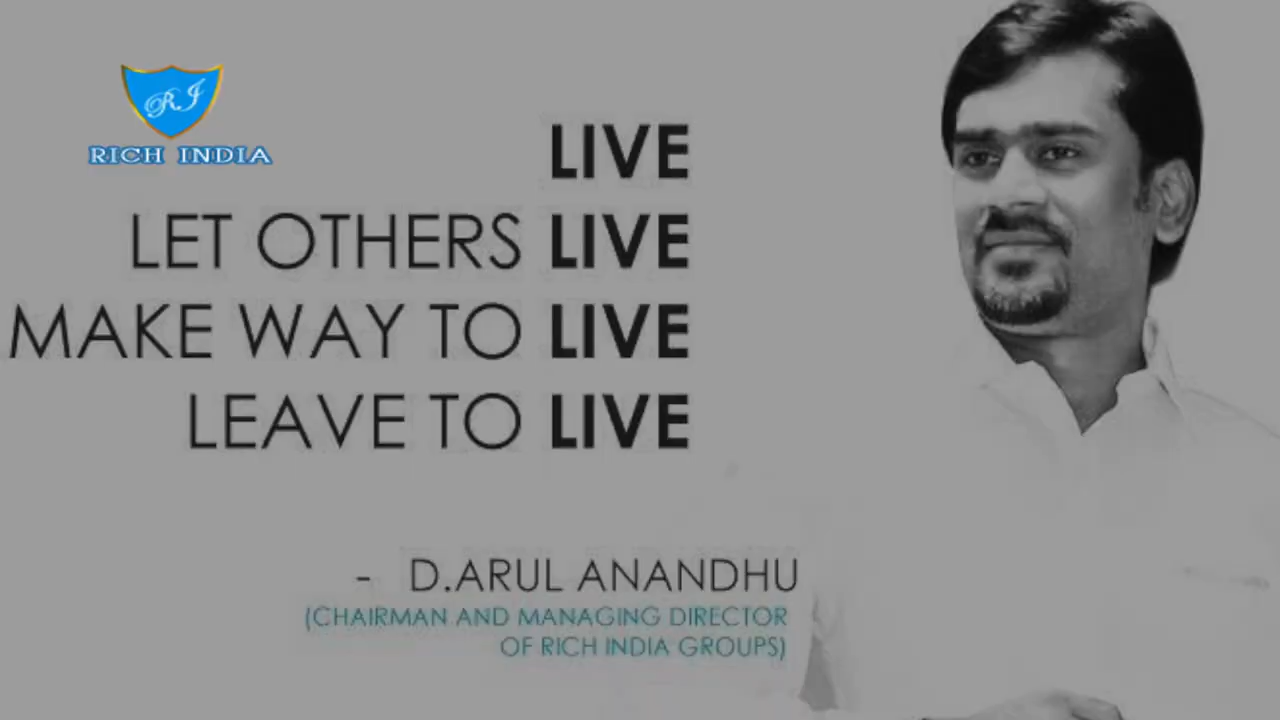 RI
RICH INDIA
LIVE
LET OTHERS LIVE
MAKE WAY TO LIVE
LEAVE TO LIVE
- D.ARUL ANANDHU
(CHAIRMAN AND MANAGING DIRECTOR
OF RICH INDIA GROUPS)